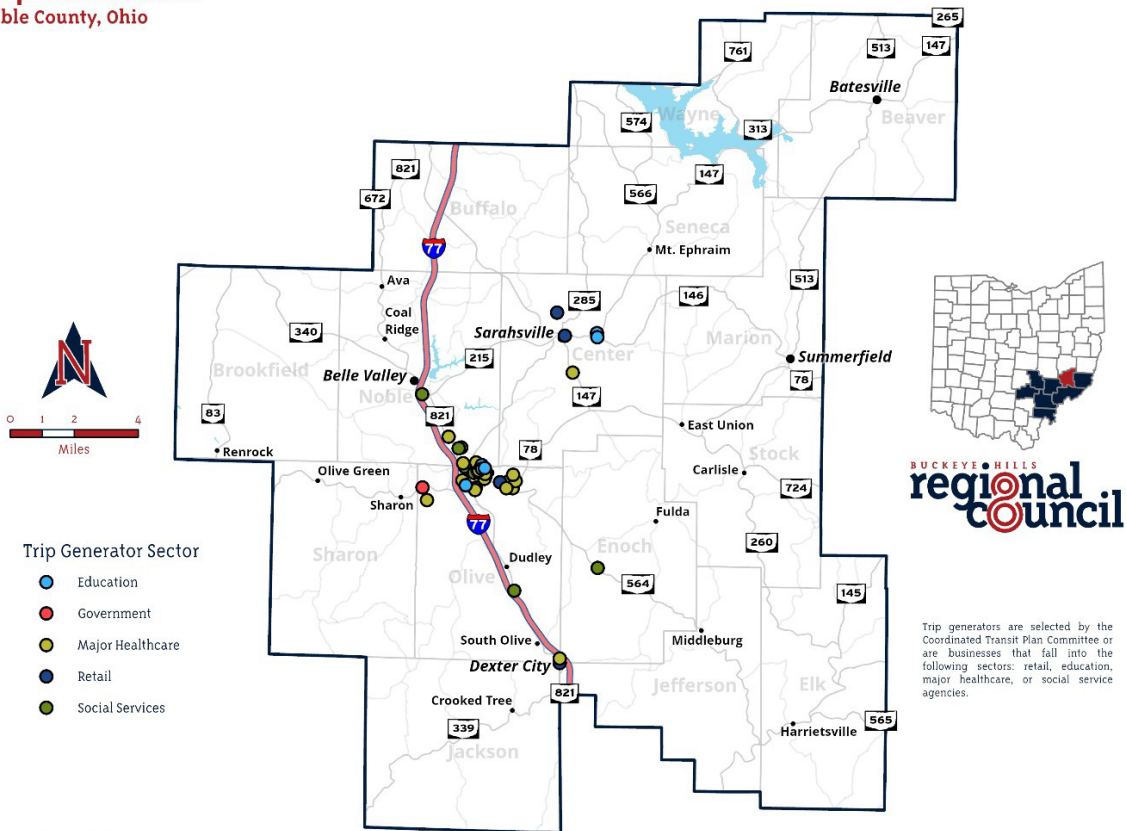 ble County, Ohio
265
761
513
147
Batesville
574
Wayne
313
Beaver
821
147
672
566
Buffalo
Seneca
77
Mt. Ephraim
Ava
513
285
146
Coal
Ridge
340
Sarahsville
Marion
215
Center
Summerfield
Brookfield
Belle Valley
78
Noble
147
N
83
821
0 1 2 4
Miles
East Union
Renrock
78
Stock
Olive Green
Carlisle
724
Sharon
Fulda
77
260
Enoch
Sharon
Dudley
Olive
564
145
South Olive
Middleburg
Dexter City
821
Jefferson
Elk
Crooked Tree
339
565
Harrietsville
Jackson
Trip Generator Sector
Education
Government
Major Healthcare
Retail
Social Services
BUCKEYE HILLS
regional
council
Trip generators are selected by the
Coordinated Transit Plan Committee or
are businesses that fall into the
following sectors: retail, education,
major healthcare, or social service
agencies.